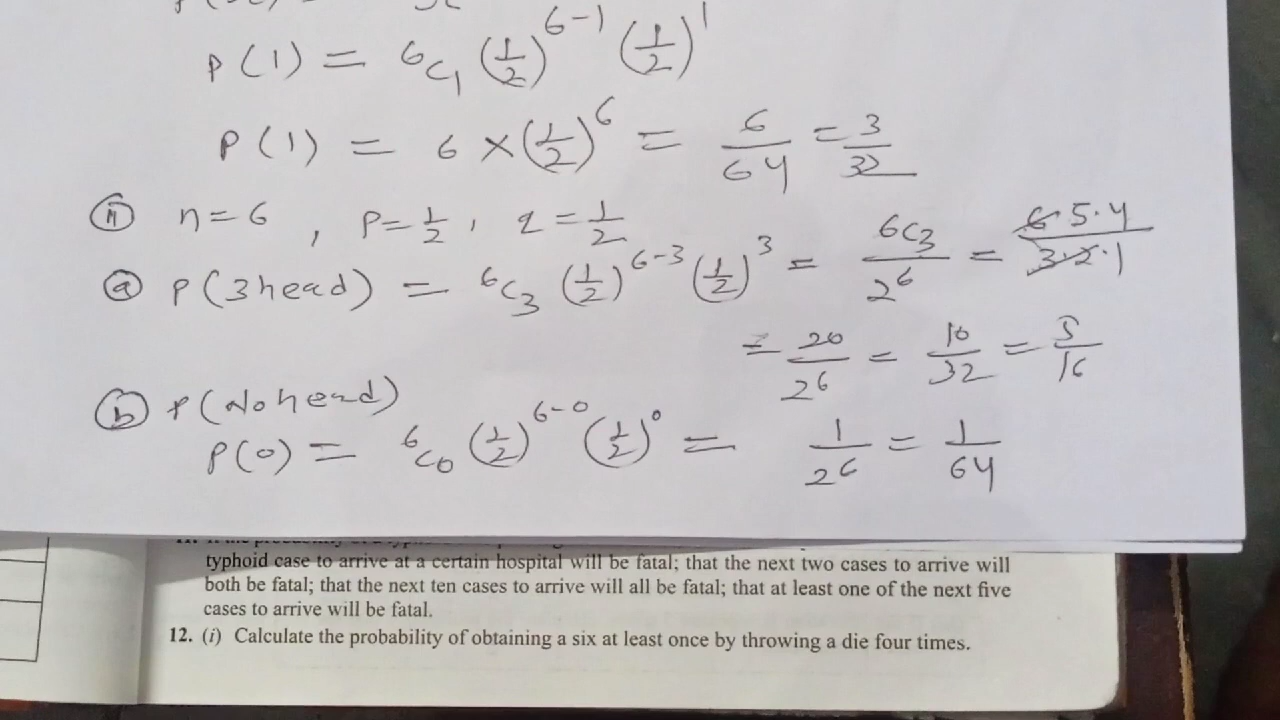 P(1) = ⁶C₁ (1/2)⁶⁻¹ (1/2)¹
P(1) = 6 × (1/2)⁶ = 6/64 = 3/32
(ii) n=6 , P=1/2 , q=1/2
(a) P(3head) = ⁶C₃ (1/2)⁶⁻³ (1/2)³ = 6C₃/2⁶ = 6·5·4/3·2·1
= 20/2⁶ = 10/32 = 5/16
(b) P(No head)
P(0) = ⁶C₀ (1/2)⁶⁻⁰ (1/2)⁰ = 1/2⁶ = 1/64
typhoid case to arrive at a certain hospital will be fatal; that the next two cases to arrive will
both be fatal; that the next ten cases to arrive will all be fatal; that at least one of the next five
cases to arrive will be fatal.
12. (i) Calculate the probability of obtaining a six at least once by throwing a die four times.